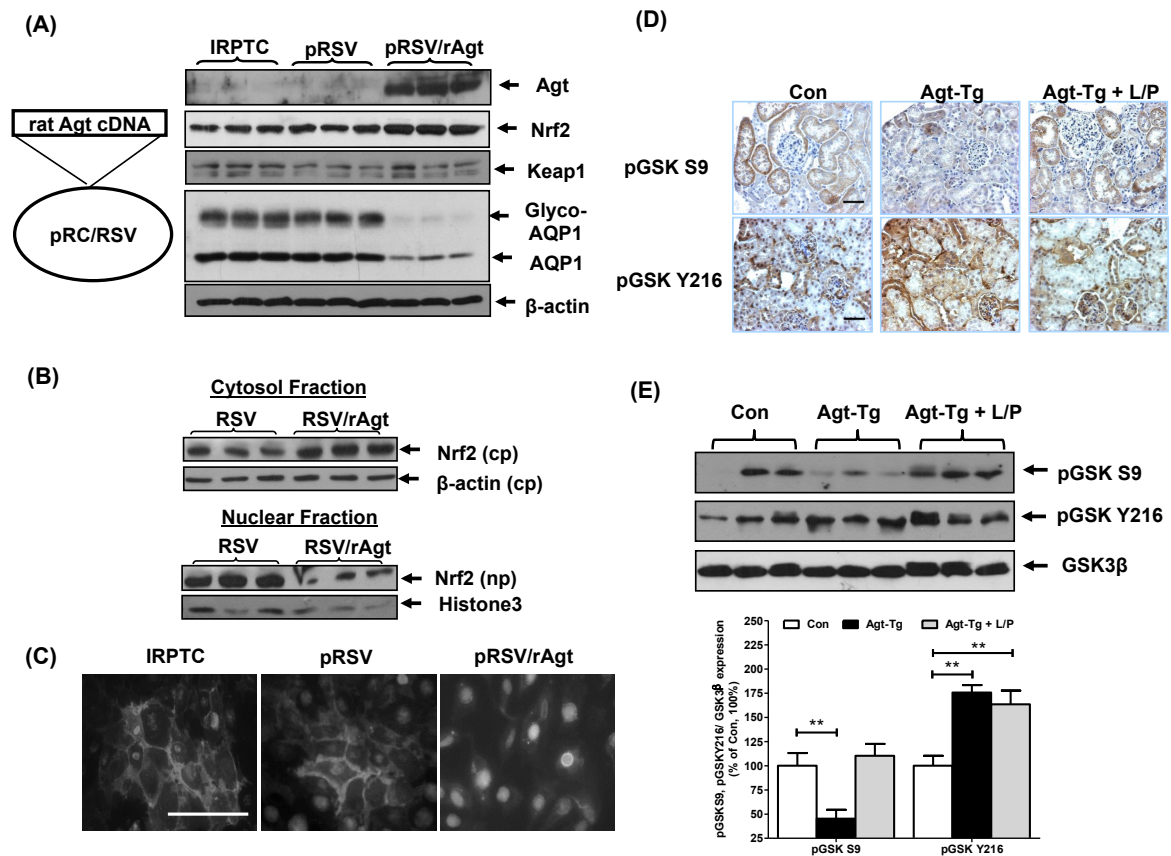 (A)
IRPTC pRSV pRSV/rAgt
rat Agt cDNA
pRC/RSV
Agt
Nrf2
Keap1
Glyco-
AQP1
AQP1
β-actin
(B)
Cytosol Fraction
RSV RSV/rAgt
Nrf2 (cp)
β-actin (cp)
Nuclear Fraction
RSV RSV/rAgt
Nrf2 (np)
Histone3
(C)
IRPTC pRSV pRSV/rAgt
(D)
Con Agt-Tg Agt-Tg + L/P
pGSK S9
pGSK Y216
(E)
Con Agt-Tg Agt-Tg + L/P
pGSK S9
pGSK Y216
GSK3β
Con Agt-Tg Agt-Tg + L/P
pGSKS9, pGSKY216/ GSK3β expression
(% of Con, 100%)
250
225
200
175
150
125
100
75
50
25
**
**
**
pGSK S9 pGSK Y216